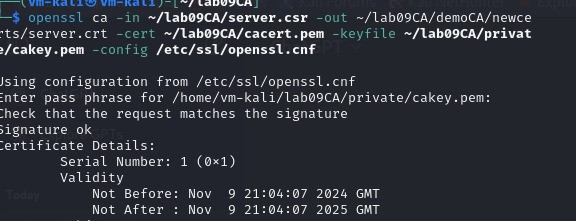 (vm-kali㉿vm-kali)-[~/lab09CA]
$ openssl ca -in ~/lab09CA/server.csr -out ~/lab09CA/demoCA/newce
rts/server.crt -cert ~/lab09CA/cacert.pem -keyfile ~/lab09CA/privat
e/cakey.pem -config /etc/ssl/openssl.cnf
Using configuration from /etc/ssl/openssl.cnf
Enter pass phrase for /home/vm-kali/lab09CA/private/cakey.pem:
Check that the request matches the signature
Signature ok
Certificate Details:
Serial Number: 1 (0×1)
Validity
Not Before: Nov  9 21:04:07 2024 GMT
Not After : Nov  9 21:04:07 2025 GMT